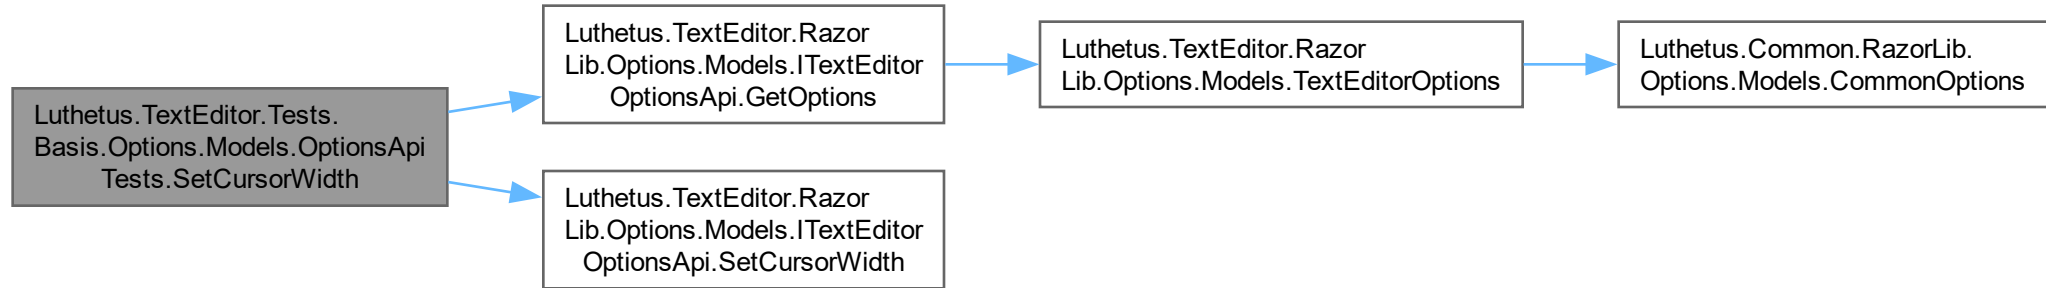 Luthetus.TextEditor.Tests.
Basis.Options.Models.OptionsApi
Tests.SetCursorWidth
Luthetus.TextEditor.Razor
Lib.Options.Models.ITextEditor
OptionsApi.GetOptions
Luthetus.TextEditor.Razor
Lib.Options.Models.TextEditorOptions
Luthetus.Common.RazorLib.
Options.Models.CommonOptions
Luthetus.TextEditor.Razor
Lib.Options.Models.ITextEditor
OptionsApi.SetCursorWidth